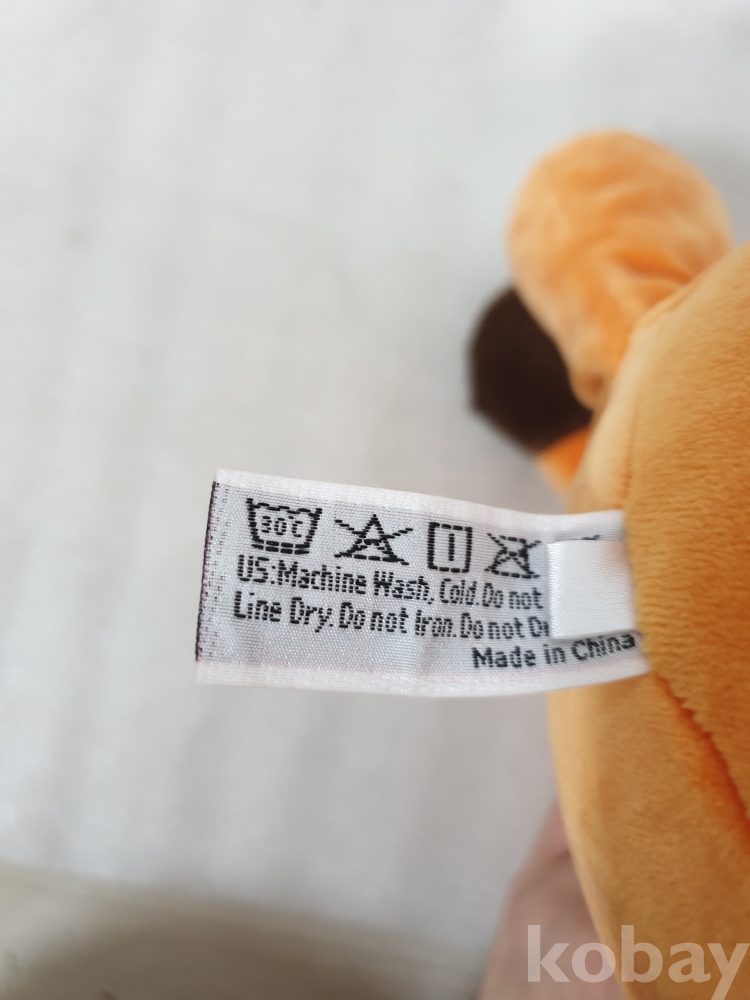 30°C
US:Machine Wash, Cold.Do not
Line Dry.Do not Iron.Do not
Made in China
kobay